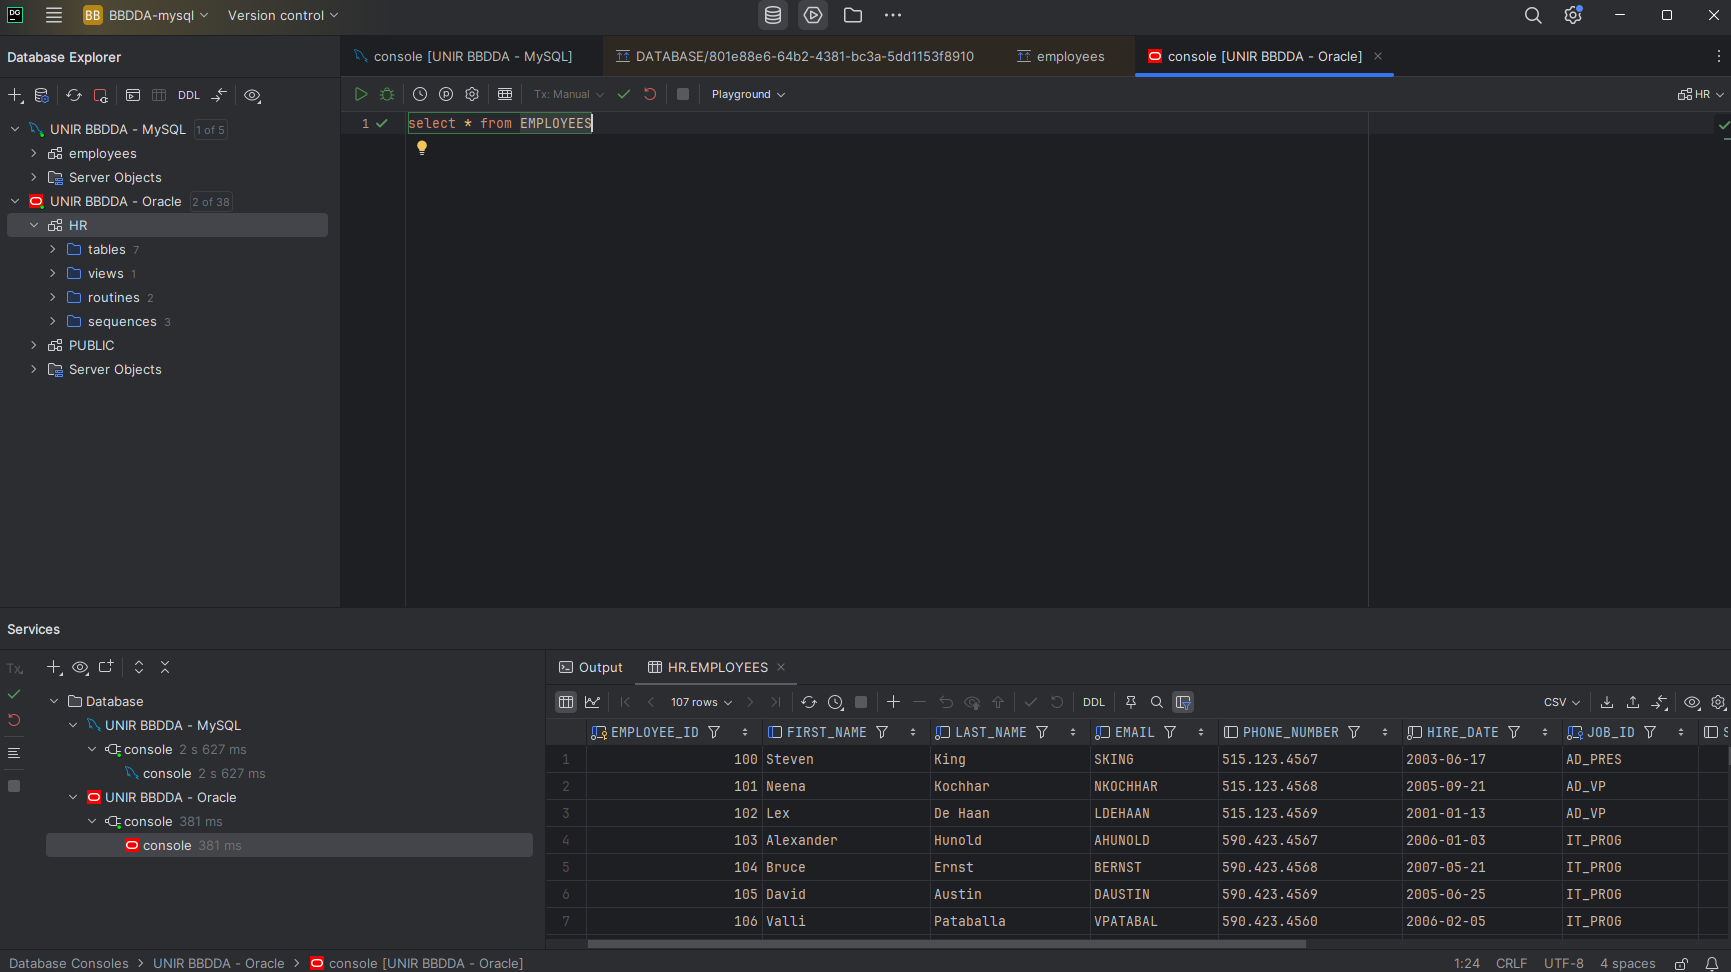 DG BB BBDDA-mysql Version control
Database Explorer
console [UNIR BBDDA - MySQL] DATABASE/801e88e6-64b2-4381-bc3a-5dd1153f8910 employees console [UNIR BBDDA - Oracle]
DDL
Tx: Manual Playground HR
UNIR BBDDA - MySQL 1 of 5
employees
Server Objects
UNIR BBDDA - Oracle 2 of 38
HR
tables 7
views 1
routines 2
sequences 3
PUBLIC
Server Objects
1 select * from EMPLOYEES
Services
Tx
Database
UNIR BBDDA - MySQL
console 2 s 627 ms
console 2 s 627 ms
UNIR BBDDA - Oracle
console 381 ms
console 381 ms
Output HR.EMPLOYEES
107 rows DDL CSV
EMPLOYEE_ID FIRST_NAME LAST_NAME EMAIL PHONE_NUMBER HIRE_DATE JOB_ID
1 100 Steven King SKING 515.123.4567 2003-06-17 AD_PRES
2 101 Neena Kochhar NKOCHHAR 515.123.4568 2005-09-21 AD_VP
3 102 Lex De Haan LDEHAAN 515.123.4569 2001-01-13 AD_VP
4 103 Alexander Hunold AHUNOLD 590.423.4567 2006-01-03 IT_PROG
5 104 Bruce Ernst BERNST 590.423.4568 2007-05-21 IT_PROG
6 105 David Austin DAUSTIN 590.423.4569 2005-06-25 IT_PROG
7 106 Valli Pataballa VPATABAL 590.423.4560 2006-02-05 IT_PROG
Database Consoles > UNIR BBDDA - Oracle > console [UNIR BBDDA - Oracle] 1:24 CRLF UTF-8 4 spaces